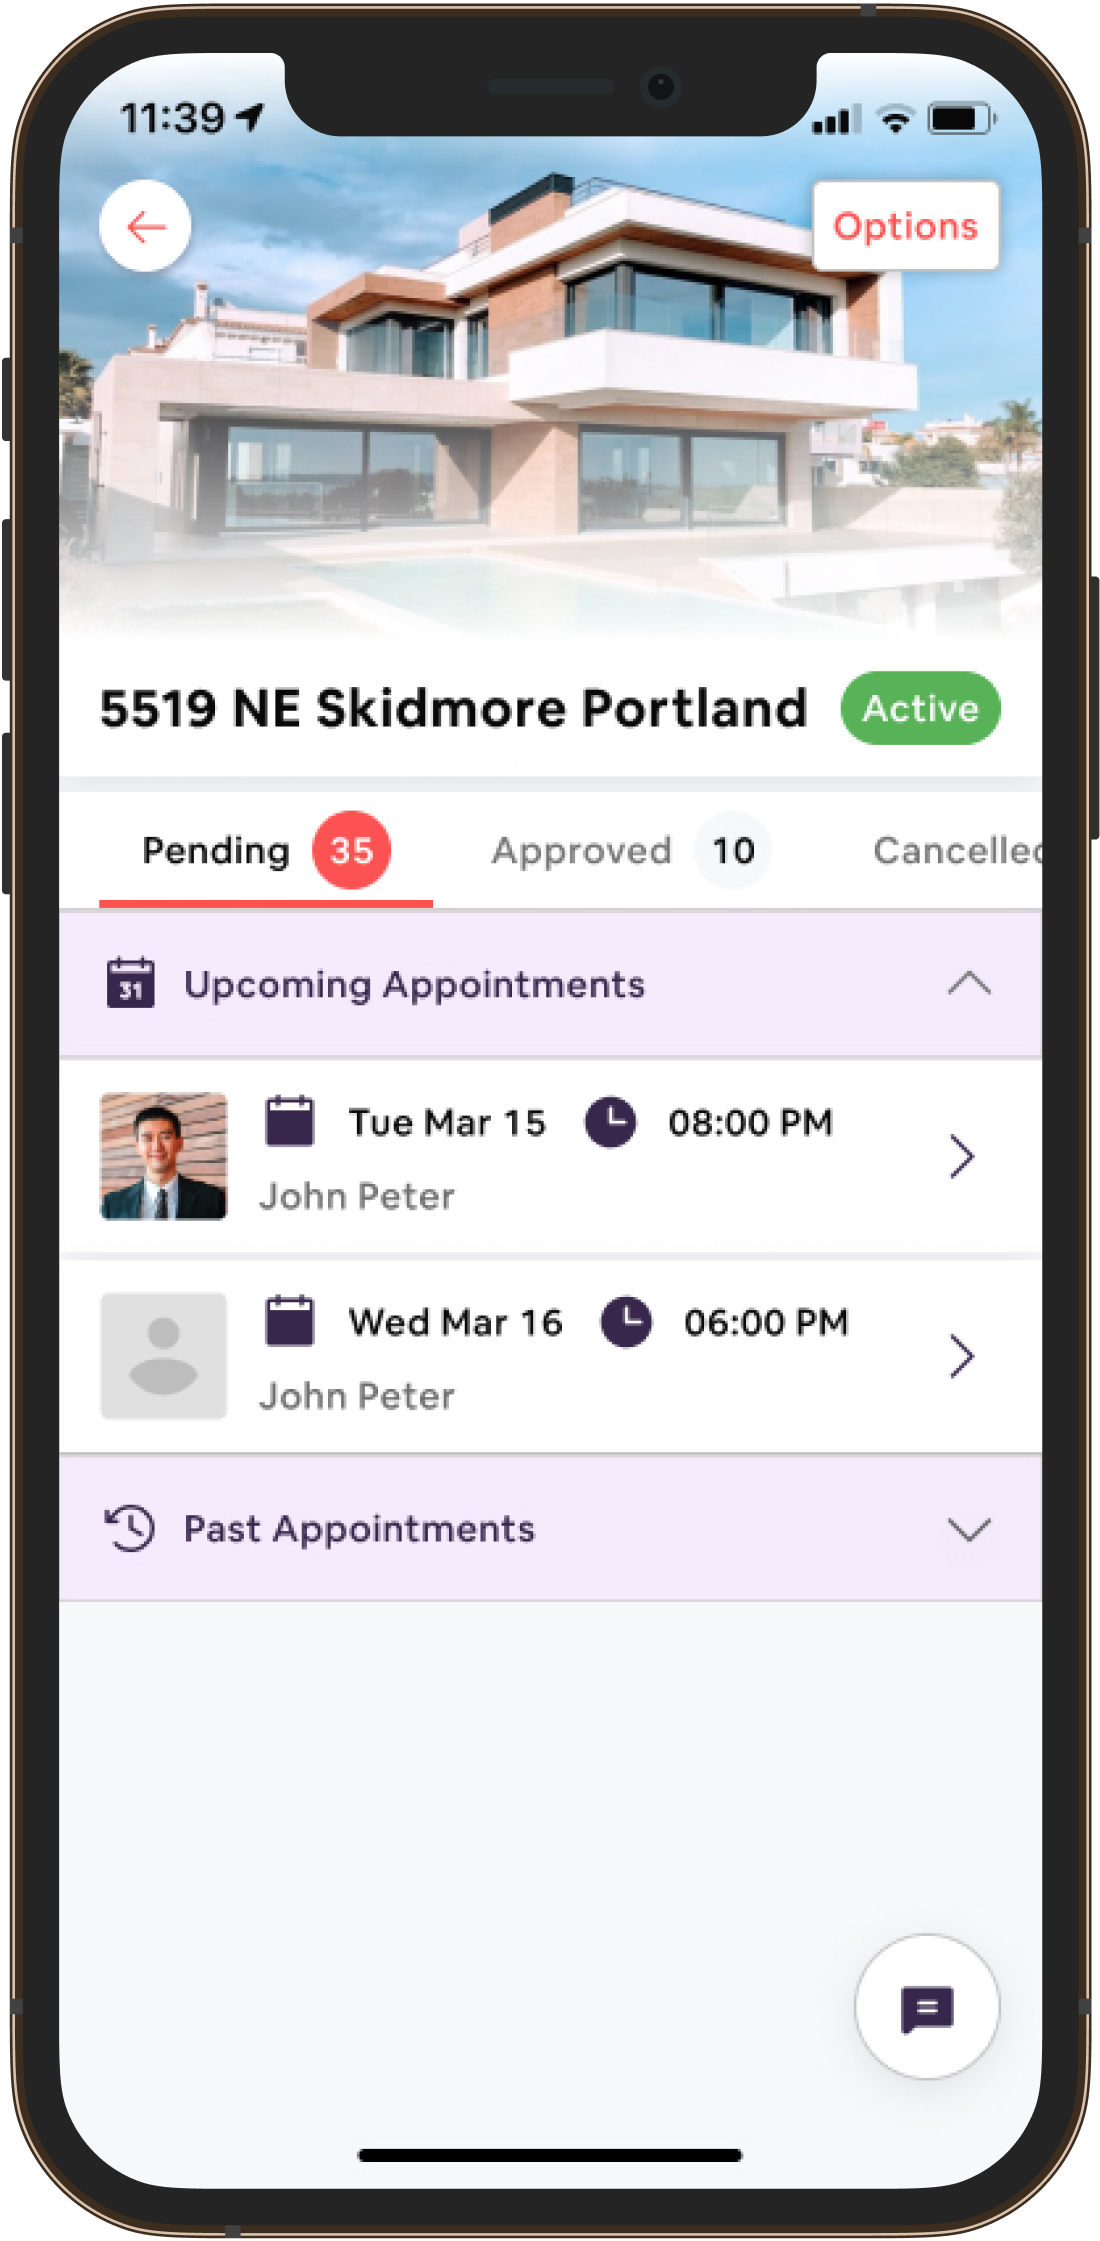 11:39
Options
5519 NE Skidmore Portland Active
Pending 35 Approved 10 Cancelled
31 Upcoming Appointments
Tue Mar 15 08:00 PM
John Peter
Wed Mar 16 06:00 PM
John Peter
Past Appointments